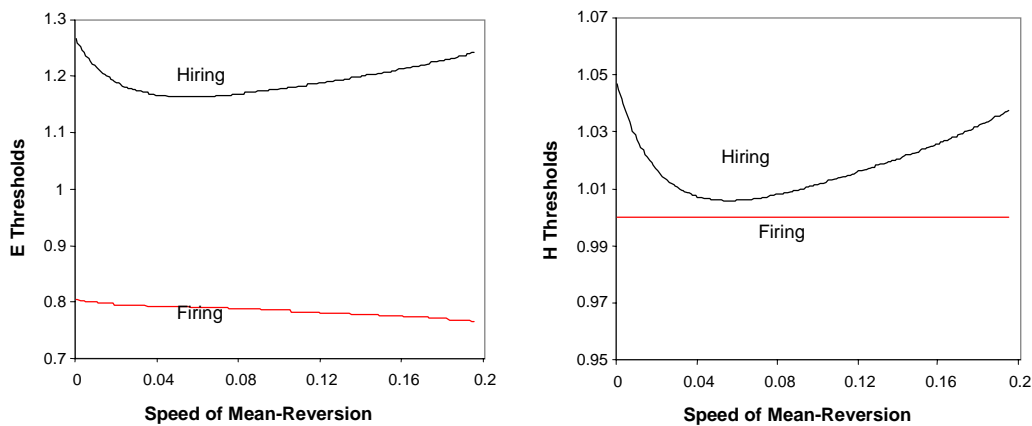 1.3
1.2
1.1
1
0.9
0.8
0.7
E Thresholds
Hiring
Firing
0 0.04 0.08 0.12 0.16 0.2
Speed of Mean-Reversion
1.07
1.05
1.03
1.01
0.99
0.97
0.95
H Thresholds
Hiring
Firing
0 0.04 0.08 0.12 0.16 0.2
Speed of Mean-Reversion